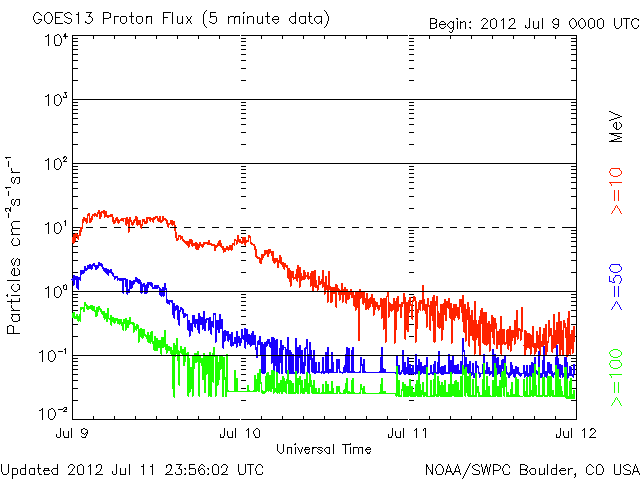 GOES13 Proton Flux (5 minute data)
Begin: 2012 Jul 9 0000 UTC
10⁴
10³
10²
10¹
10⁰
10⁻¹
10⁻²
Particles cm⁻²s⁻¹sr⁻¹
MeV
>=10
>=50
>=100
Jul 9
Jul 10
Jul 11
Jul 12
Universal Time
Updated 2012 Jul 11 23:56:02 UTC
NOAA/SWPC Boulder, CO USA